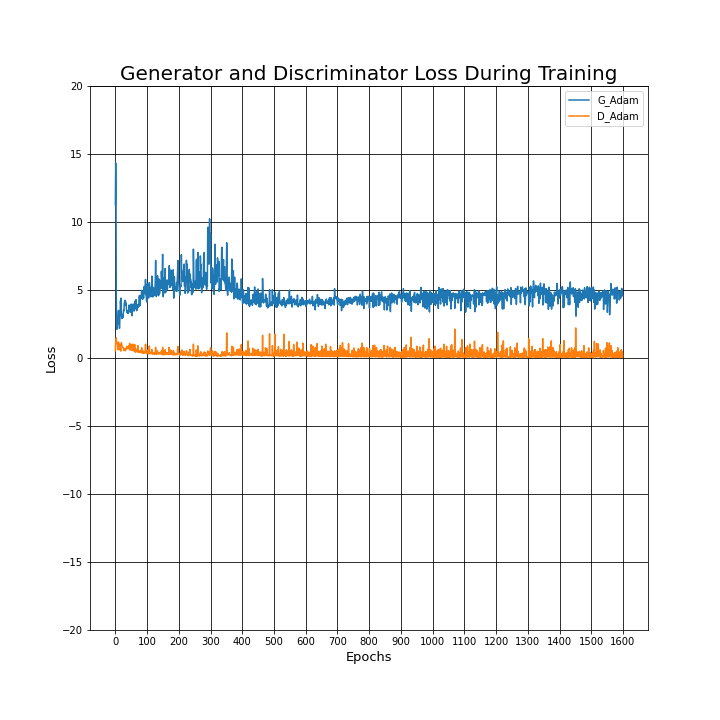 Generator and Discriminator Loss During Training
G_Adam
D_Adam
20
15
10
5
0
−5
−10
−15
−20
Loss
0 100 200 300 400 500 600 700 800 900 1000 1100 1200 1300 1400 1500 1600
Epochs